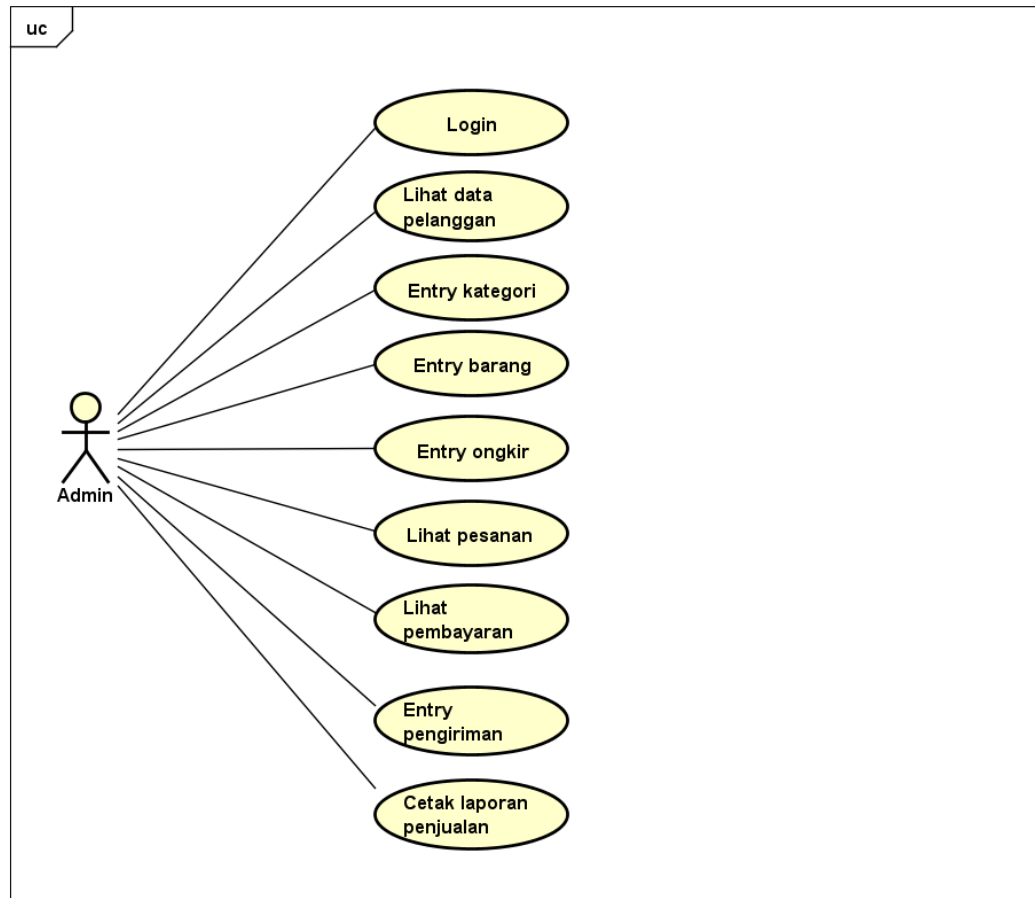 uc
Login
Lihat data
pelanggan
Entry kategori
Entry barang
Entry ongkir
Admin
Lihat pesanan
Lihat
pembayaran
Entry
pengiriman
Cetak laporan
penjualan